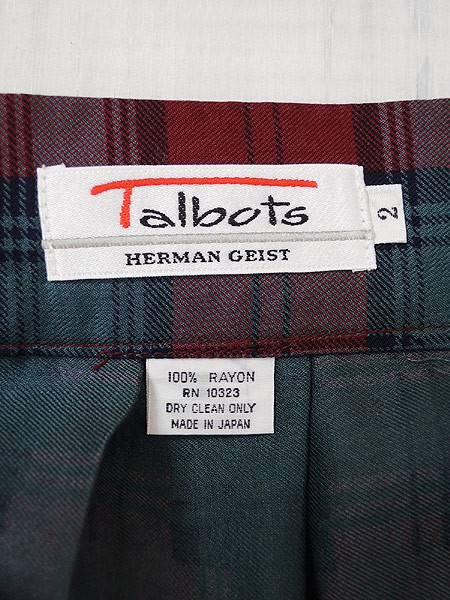 Talbots
HERMAN GEIST
2
100% RAYON
RN 10323
DRY CLEAN ONLY
MADE IN JAPAN